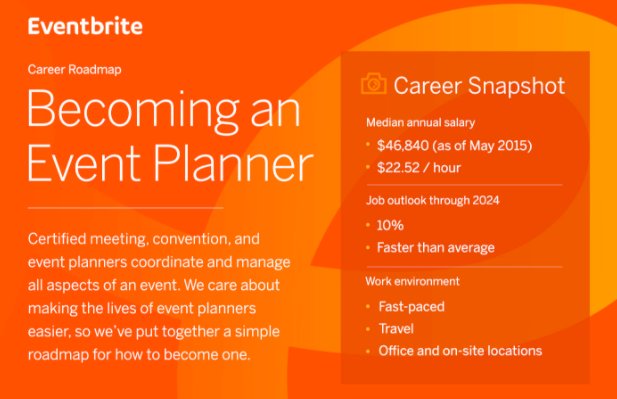 Eventbrite
Career Roadmap
Becoming an
Event Planner
Certified meeting, convention, and
event planners coordinate and manage
all aspects of an event. We care about
making the lives of event planners
easier, so we've put together a simple
roadmap for how to become one.
Career Snapshot
Median annual salary
• $46,840 (as of May 2015)
• $22.52 / hour
Job outlook through 2024
• 10%
• Faster than average
Work environment
• Fast-paced
• Travel
• Office and on-site locations